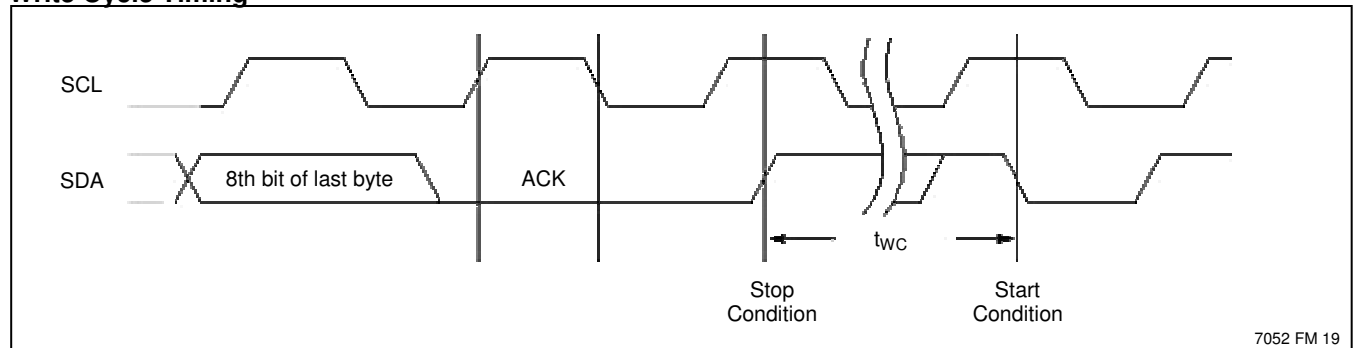 Write Cycle Timing
SCL
SDA
8th bit of last byte
ACK
tWC
Stop
Condition
Start
Condition
7052 FM 19